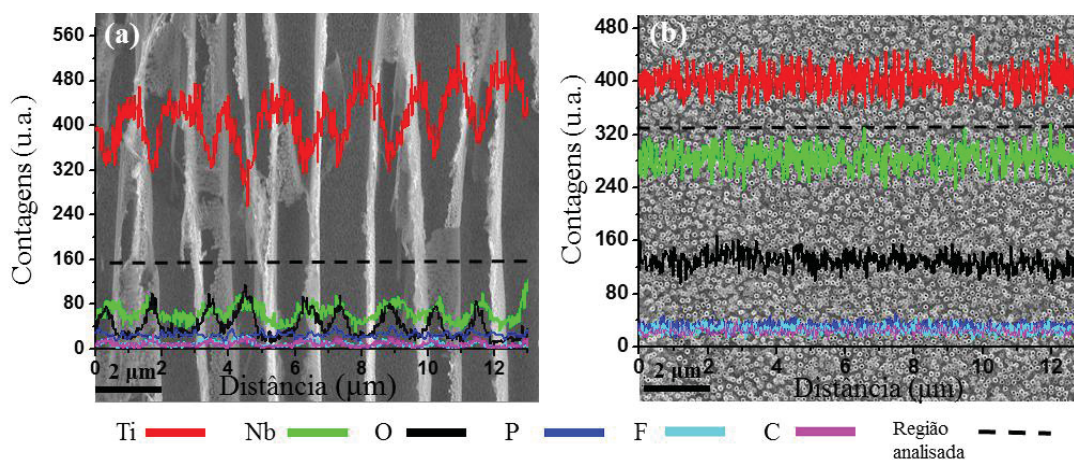 (a)
560
480
400
320
240
160
80
0
Contagens (u.a.)
0 2 4 6 8 10 12
2 µm
Distância (µm)
(b)
480
400
320
240
160
80
0
Contagens (u.a.)
0 2 4 6 8 10 12
2 µm
Distância (µm)
Ti Nb O P F C Região
analisada